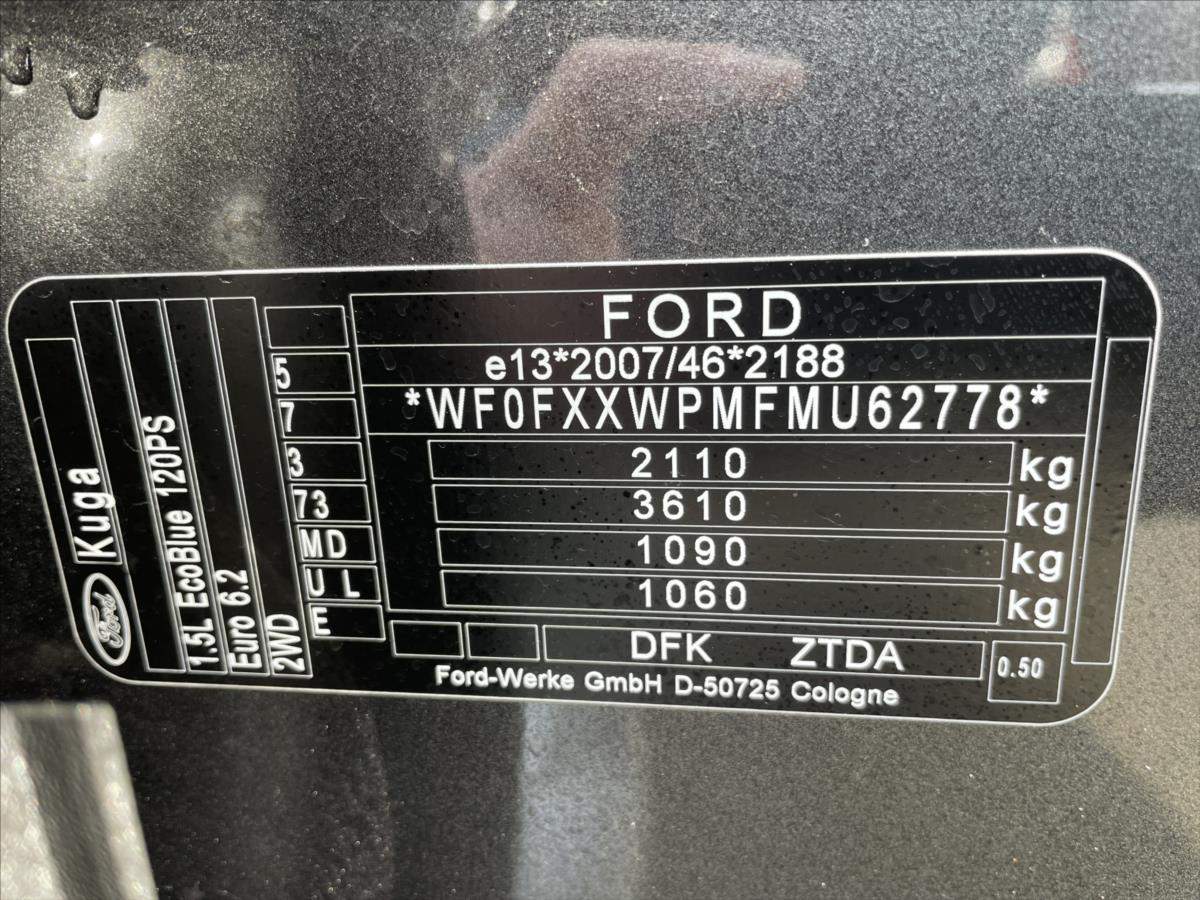 FORD
e13*2007/46*2188
*WF0FXXWPMFMU62778*
2110 kg
3610 kg
1090 kg
1060 kg
DFK ZTDA
0.50
Ford-Werke GmbH D-50725 Cologne
5
7
3
73
MD
U L
E
Ford
Kuga
1.5L EcoBlue 120PS
Euro 6.2
2WD